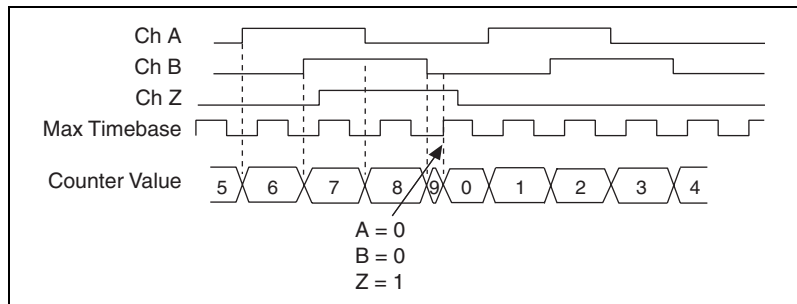 Ch A
Ch B
Ch Z
Max Timebase
Counter Value 5 6 7 8 9 0 1 2 3 4
A = 0
B = 0
Z = 1